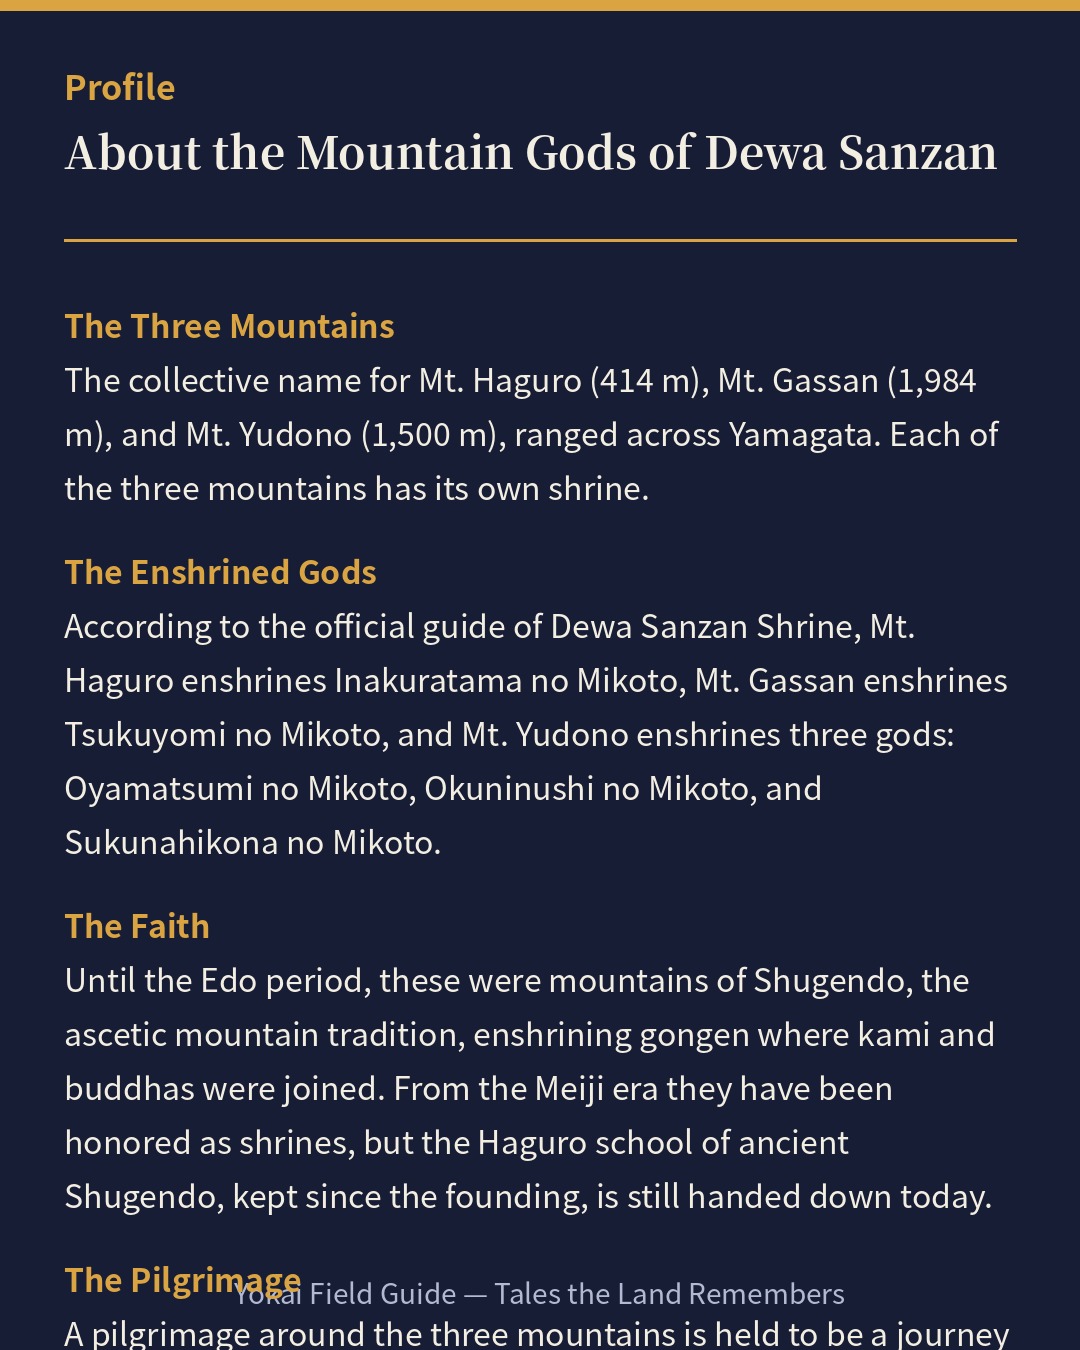 Profile
About the Mountain Gods of Dewa Sanzan
The Three Mountains
The collective name for Mt. Haguro (414 m), Mt. Gassan (1,984
m), and Mt. Yudono (1,500 m), ranged across Yamagata. Each of
the three mountains has its own shrine.
The Enshrined Gods
According to the official guide of Dewa Sanzan Shrine, Mt.
Haguro enshrines Inakuratama no Mikoto, Mt. Gassan enshrines
Tsukuyomi no Mikoto, and Mt. Yudono enshrines three gods:
Oyamatsumi no Mikoto, Okuninushi no Mikoto, and
Sukunahikona no Mikoto.
The Faith
Until the Edo period, these were mountains of Shugendo, the
ascetic mountain tradition, enshrining gongen where kami and
buddhas were joined. From the Meiji era they have been
honored as shrines, but the Haguro school of ancient
Shugendo, kept since the founding, is still handed down today.
The Pilgrimage
Yokai Field Guide — Tales the Land Remembers
A pilgrimage around the three mountains is held to be a journey